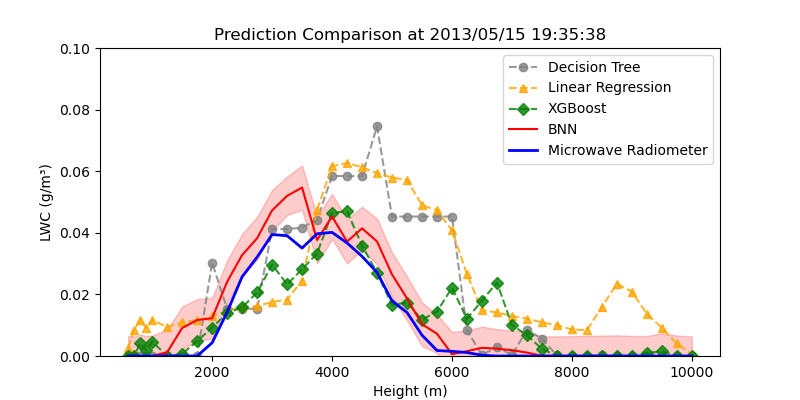 Prediction Comparison at 2013/05/15 19:35:38
0.10
0.08
0.06
0.04
0.02
0.00
LWC (g/m³)
Decision Tree
Linear Regression
XGBoost
BNN
Microwave Radiometer
2000 4000 6000 8000 10000
Height (m)